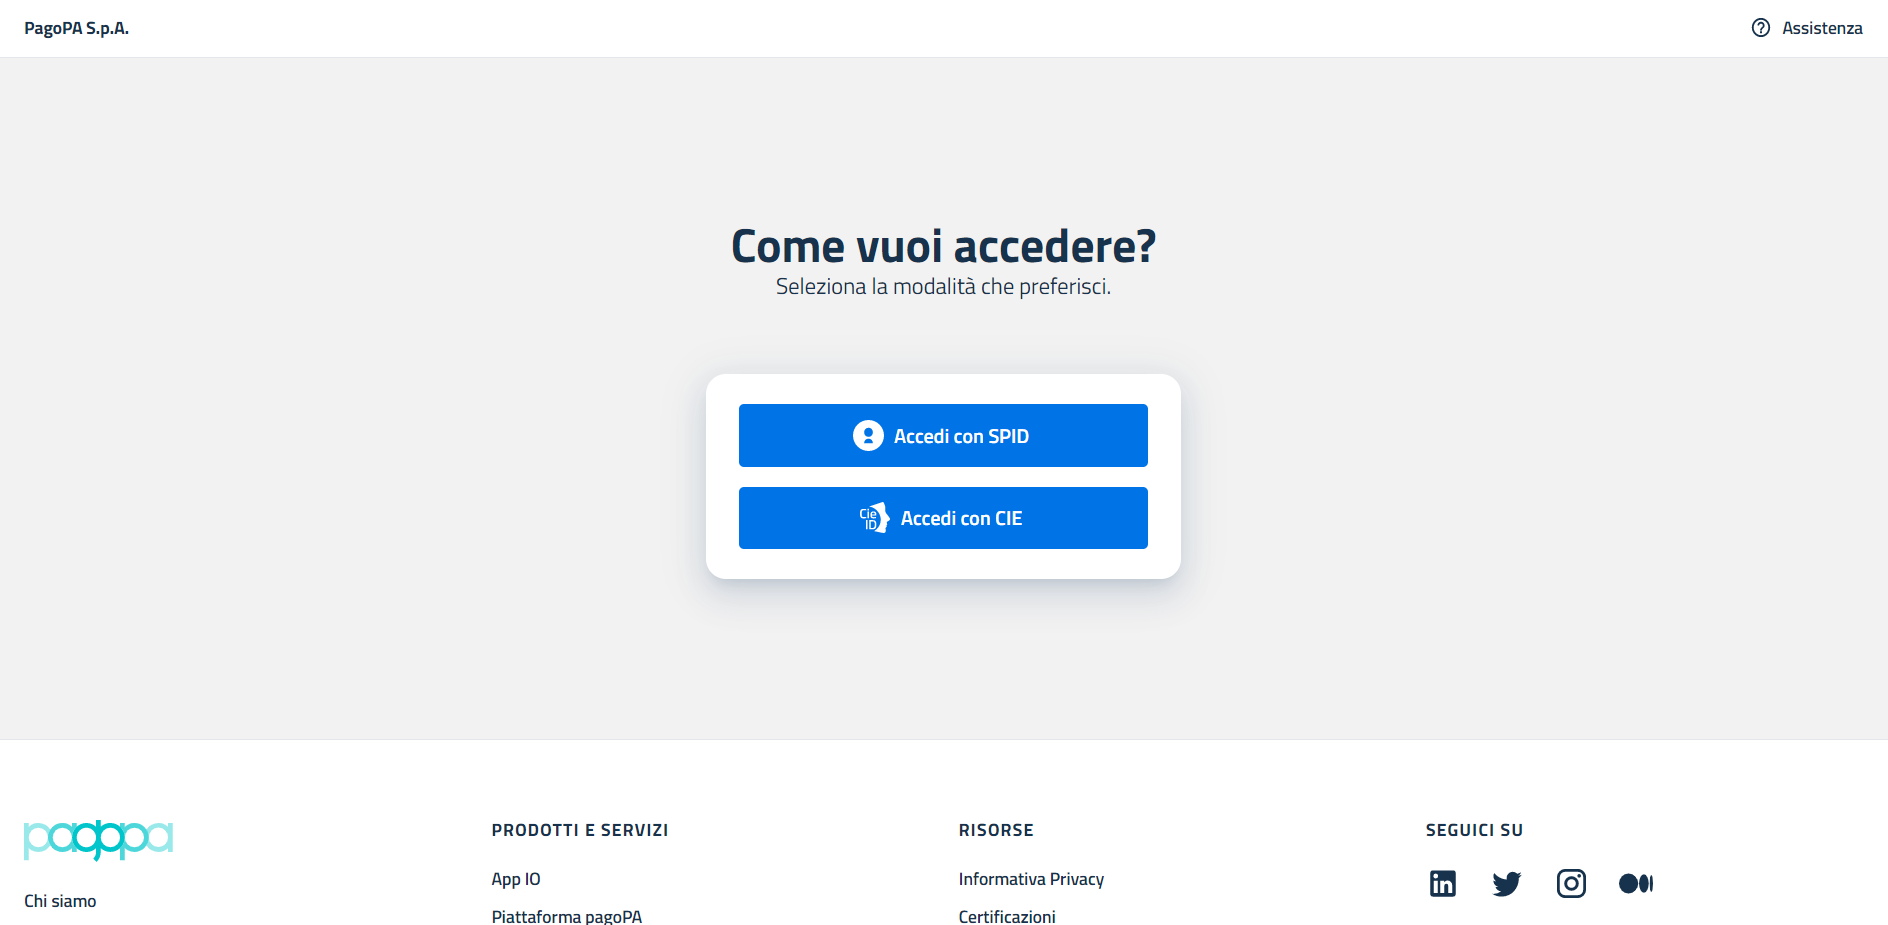 PagoPA S.p.A.
Assistenza
Come vuoi accedere?
Seleziona la modalità che preferisci.
Accedi con SPID
Cie
ID
Accedi con CIE
pagopa
Chi siamo
PRODOTTI E SERVIZI
App IO
Piattaforma pagoPA
RISORSE
Informativa Privacy
Certificazioni
SEGUICI SU